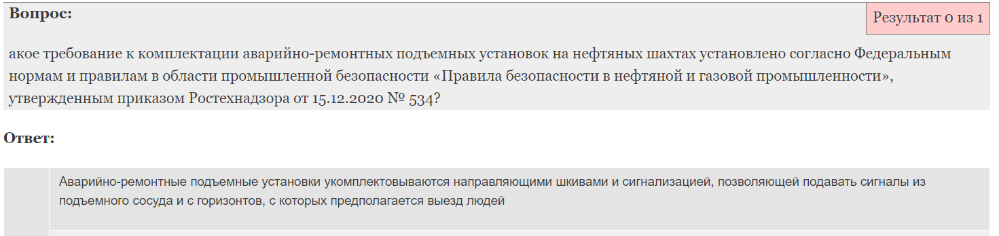 Вопрос:
Результат 0 из 1
акое требование к комплектации аварийно-ремонтных подъемных установок на нефтяных шахтах установлено согласно Федеральным
нормам и правилам в области промышленной безопасности «Правила безопасности в нефтяной и газовой промышленности»,
утвержденным приказом Ростехнадзора от 15.12.2020 № 534?
Ответ:
Аварийно-ремонтные подъемные установки укомплектовываются направляющими шкивами и сигнализацией, позволяющей подавать сигналы из
подъемного сосуда и с горизонтов, с которых предполагается выезд людей